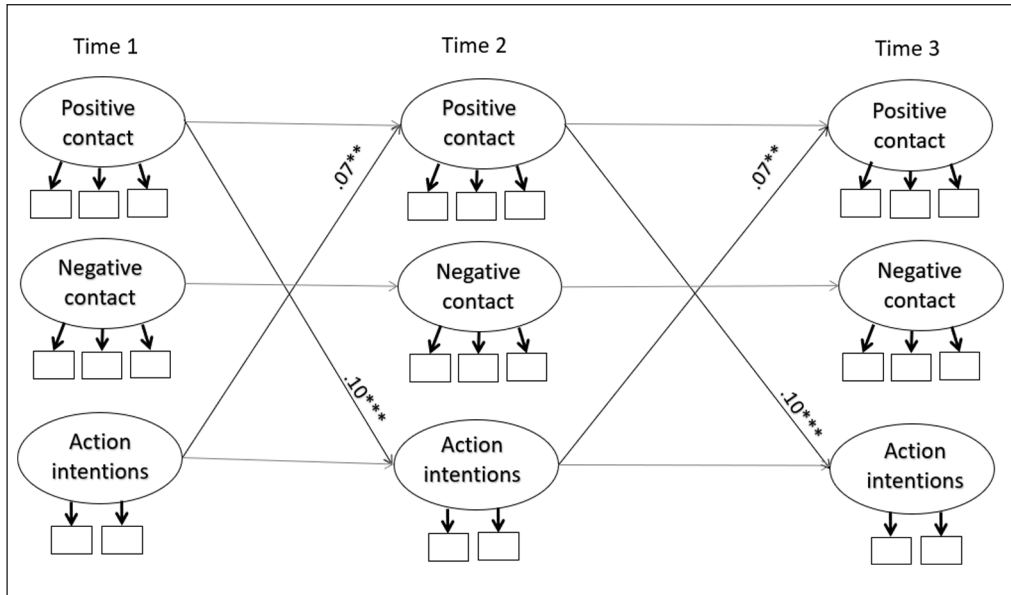 Time 1
Time 2
Time 3
Positive
contact
Positive
contact
Positive
contact
.07**
.07**
Negative
contact
Negative
contact
Negative
contact
.10***
.10***
Action
intentions
Action
intentions
Action
intentions